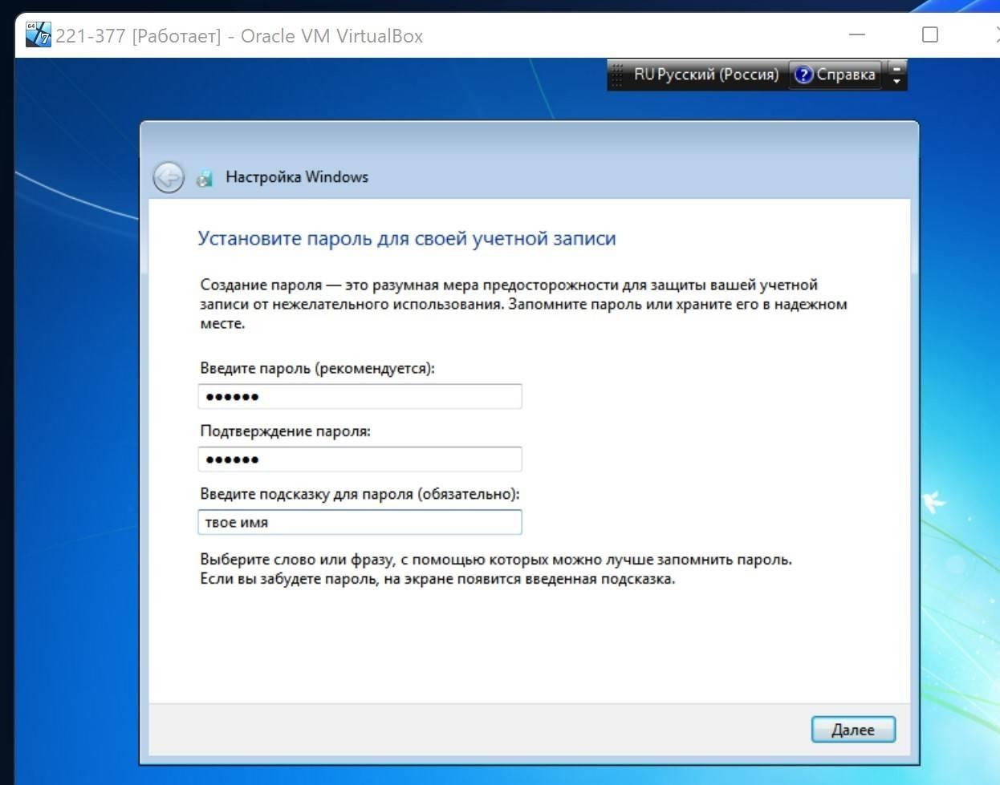 221-377 [Работает] - Oracle VM VirtualBox
RU Русский (Россия) ? Справка
Настройка Windows
Установите пароль для своей учетной записи
Создание пароля — это разумная мера предосторожности для защиты вашей учетной
записи от нежелательного использования. Запомните пароль или храните его в надежном
месте.
Введите пароль (рекомендуется):
●●●●●●
Подтверждение пароля:
●●●●●●
Введите подсказку для пароля (обязательно):
твое имя
Выберите слово или фразу, с помощью которых можно лучше запомнить пароль.
Если вы забудете пароль, на экране появится введенная подсказка.
Далее